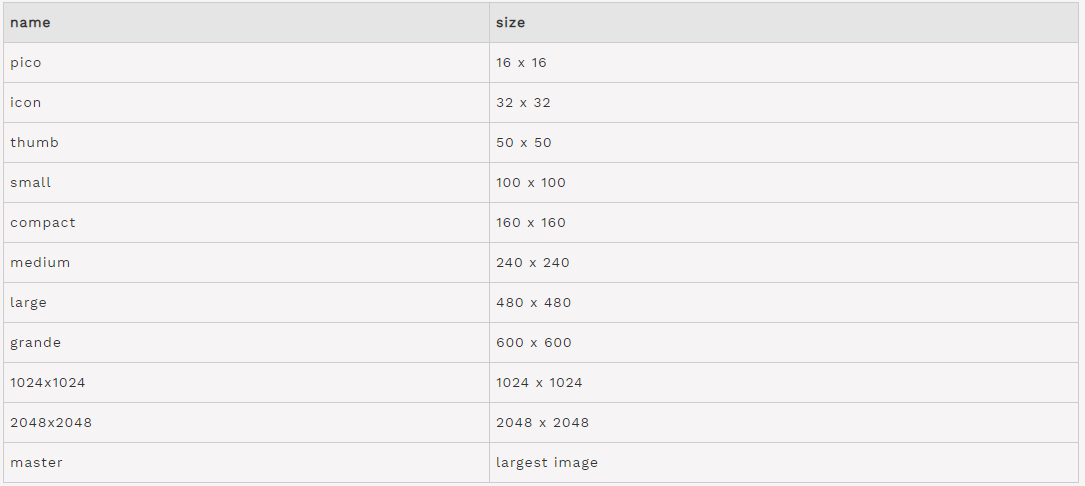 name size
pico 16 x 16
icon 32 x 32
thumb 50 x 50
small 100 x 100
compact 160 x 160
medium 240 x 240
large 480 x 480
grande 600 x 600
1024x1024 1024 x 1024
2048x2048 2048 x 2048
master largest image